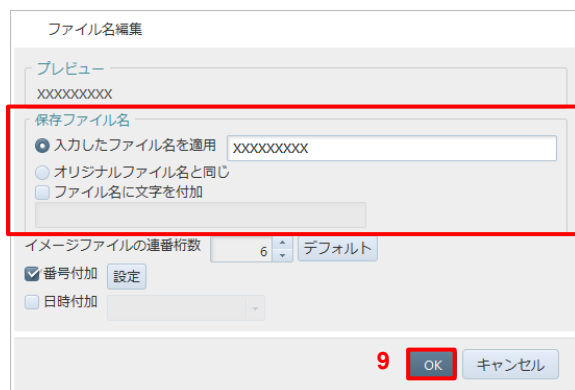 ファイル名編集
プレビュー
XXXXXXXXX
保存ファイル名
入力したファイル名を適用 XXXXXXXXX
オリジナルファイル名と同じ
ファイル名に文字を付加
イメージファイルの連番桁数 6 デフォルト
番号付加 設定
日時付加
9 OK キャンセル